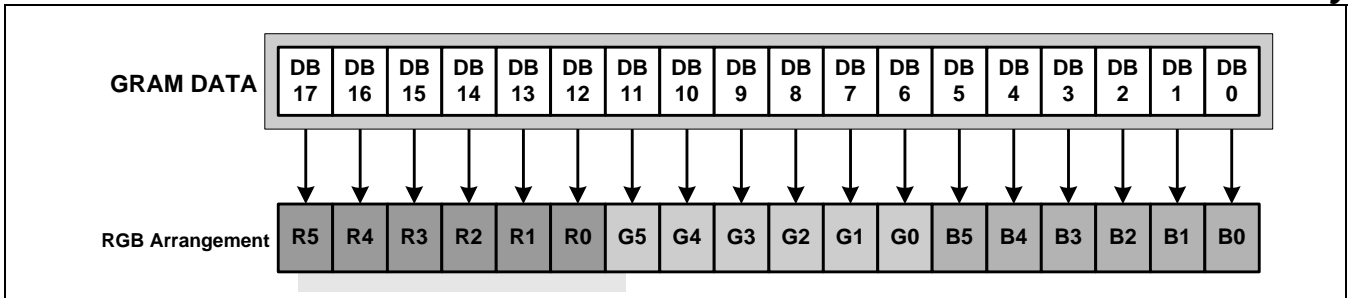 GRAM DATA DB 17 DB 16 DB 15 DB 14 DB 13 DB 12 DB 11 DB 10 DB 9 DB 8 DB 7 DB 6 DB 5 DB 4 DB 3 DB 2 DB 1 DB 0
RGB Arrangement R5 R4 R3 R2 R1 R0 G5 G4 G3 G2 G1 G0 B5 B4 B3 B2 B1 B0